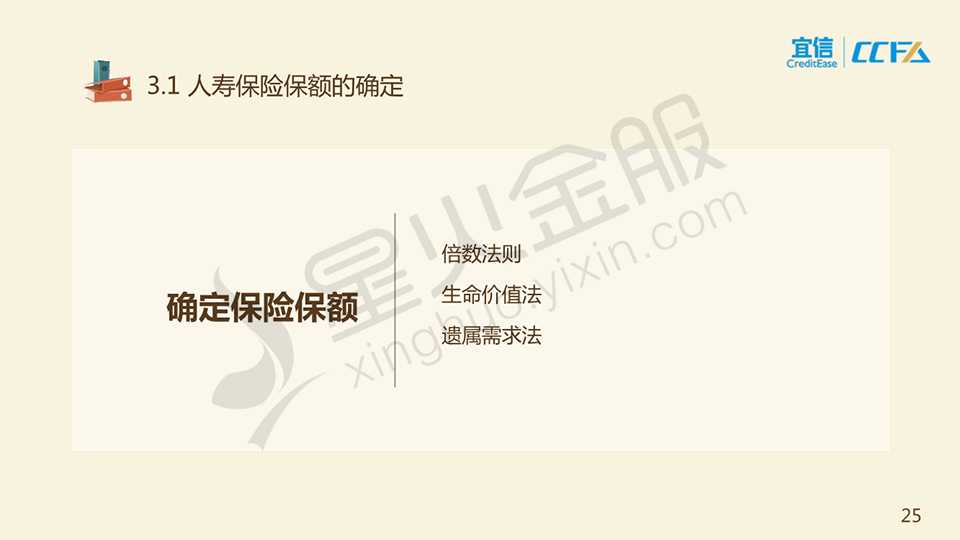 宜信
CreditEase
CCFA
3.1 人寿保险保额的确定
星火金服
xinghuo.yixin.com
确定保险保额
倍数法则
生命价值法
遗属需求法
25